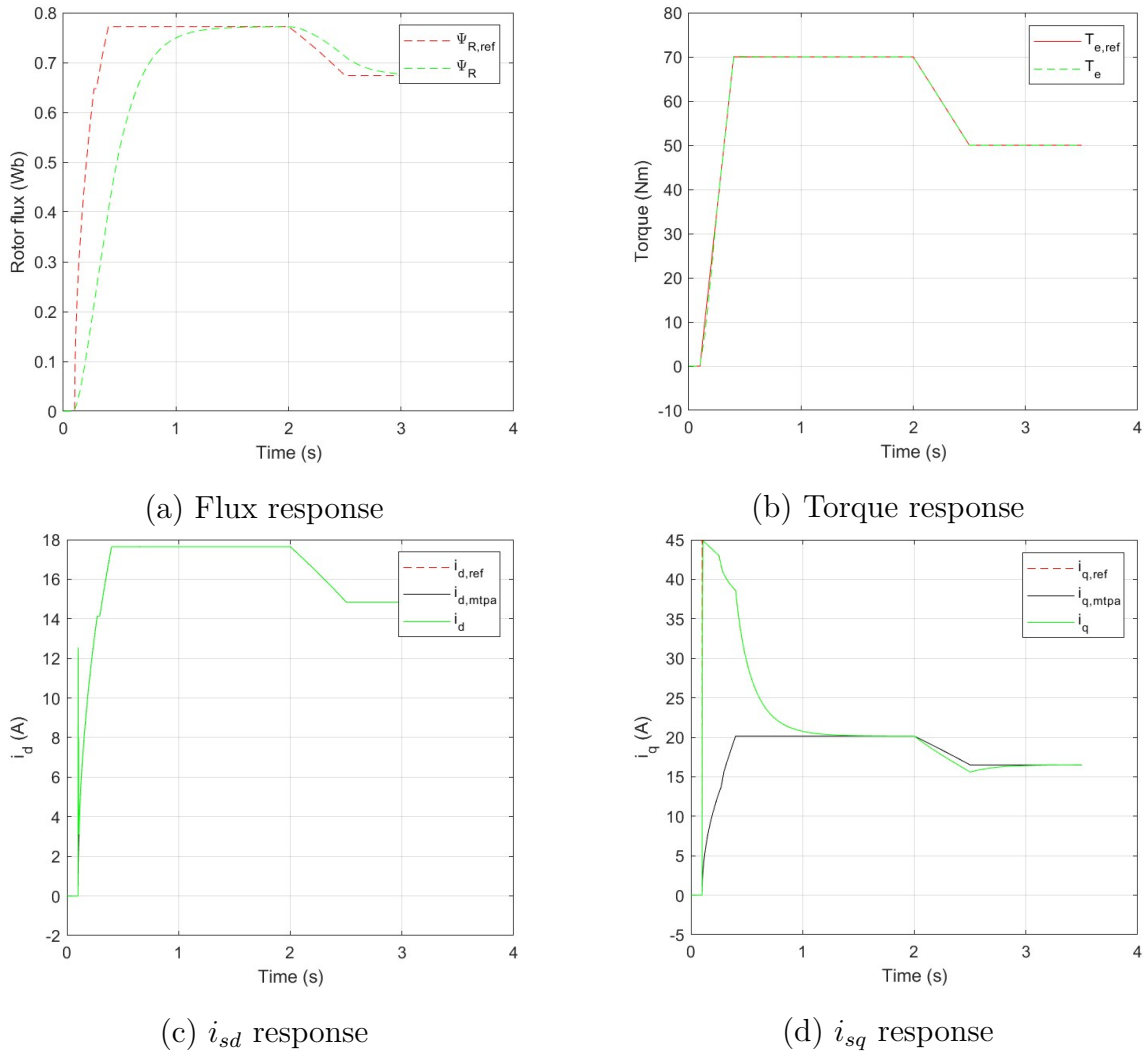 0.8
0.7
0.6
0.5
0.4
0.3
0.2
0.1
0
Rotor flux (Wb)
Ψ_R,ref
Ψ_R
0 1 2 3 4
Time (s)
(a) Flux response
80
70
60
50
40
30
20
10
0
-10
Torque (Nm)
T_e,ref
T_e
0 1 2 3 4
Time (s)
(b) Torque response
18
16
14
12
10
8
6
4
2
0
-2
i_d (A)
i_d,ref
i_d,mtpa
i_d
0 1 2 3 4
Time (s)
(c) i_sd response
45
40
35
30
25
20
15
10
5
0
-5
i_q (A)
i_q,ref
i_q,mtpa
i_q
0 1 2 3 4
Time (s)
(d) i_sq response